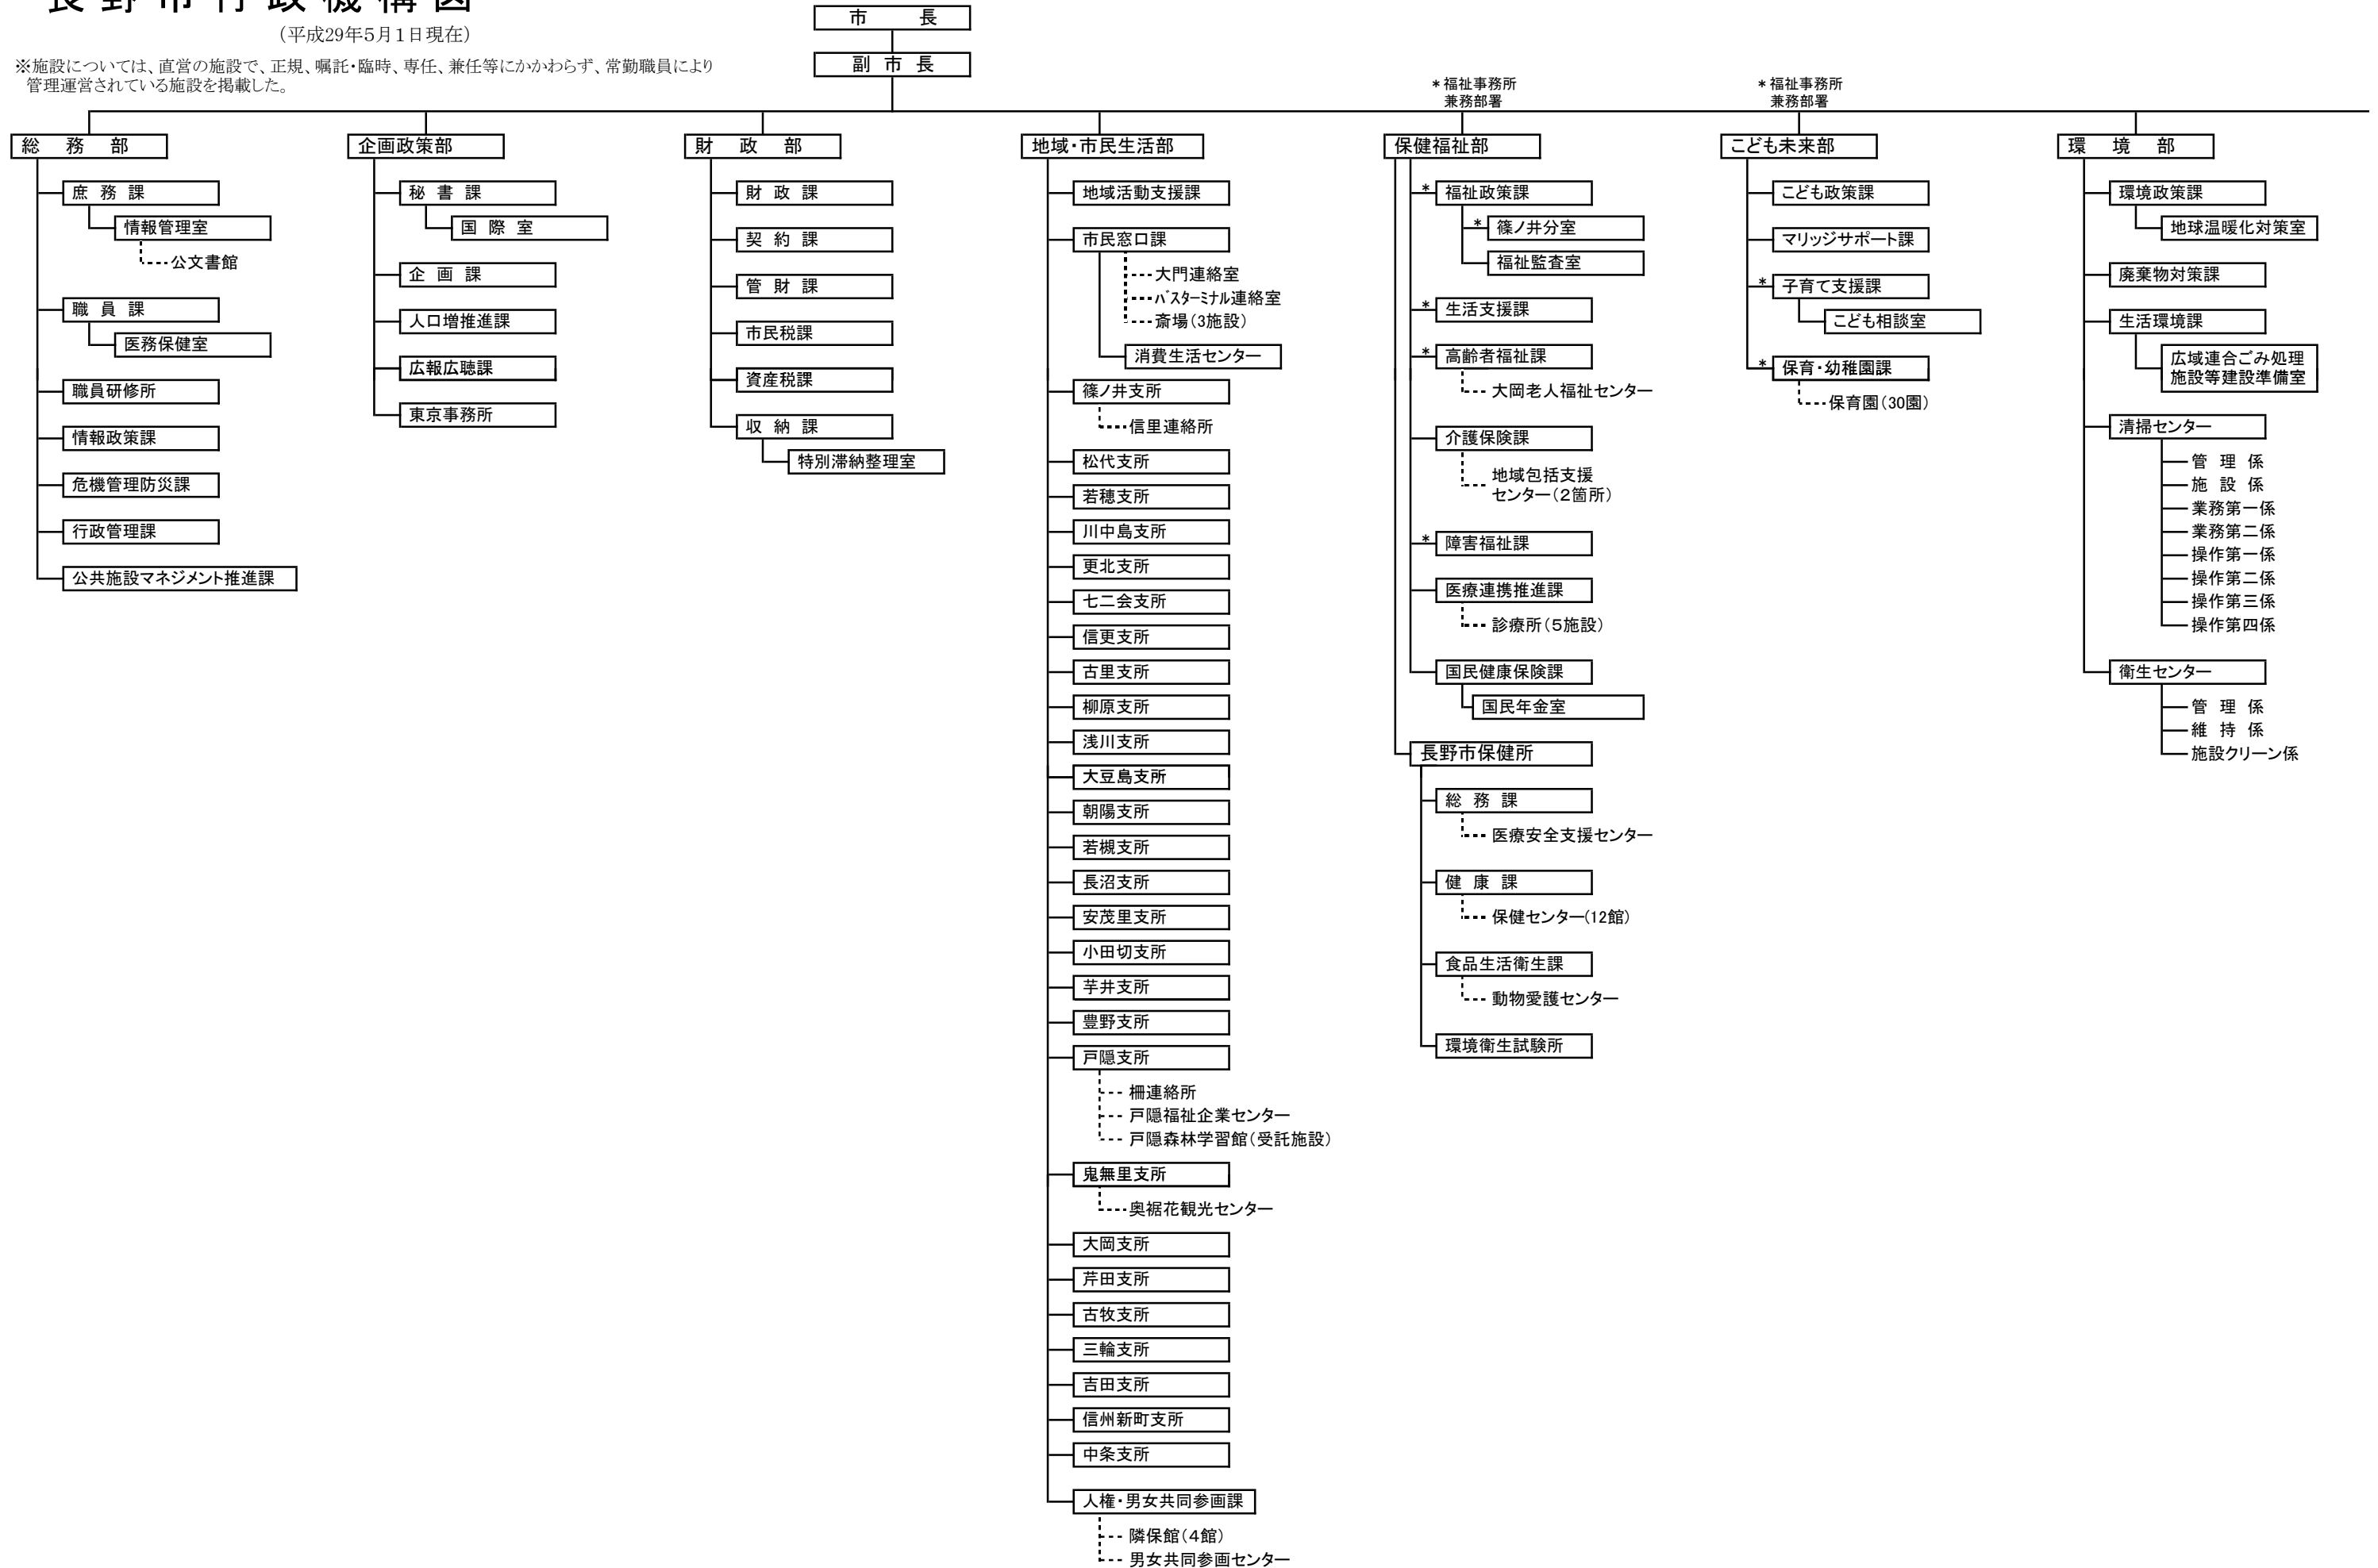 長野市行政機構図
（平成29年5月1日現在）
※施設については、直営の施設で、正規、嘱託・臨時、専任、兼任等にかかわらず、常勤職員により
管理運営されている施設を掲載した。
市　長
副 市 長
総 務 部
庶 務 課
情報管理室
公文書館
職 員 課
医務保健室
職員研修所
情報政策課
危機管理防災課
行政管理課
公共施設マネジメント推進課
企画政策部
秘 書 課
国 際 室
企 画 課
人口増推進課
広報広聴課
東京事務所
財 政 部
財 政 課
契 約 課
管 財 課
市民税課
資産税課
収 納 課
特別滞納整理室
地域・市民生活部
地域活動支援課
市民窓口課
大門連絡室
ﾊﾞｽﾀｰﾐﾅﾙ連絡室
斎場（3施設）
消費生活センター
篠ノ井支所
信里連絡所
松代支所
若穂支所
川中島支所
更北支所
七二会支所
信更支所
古里支所
柳原支所
浅川支所
大豆島支所
朝陽支所
若槻支所
長沼支所
安茂里支所
小田切支所
芋井支所
豊野支所
戸隠支所
柵連絡所
戸隠福祉企業センター
戸隠森林学習館（受託施設）
鬼無里支所
奥裾花観光センター
大岡支所
芹田支所
古牧支所
三輪支所
吉田支所
信州新町支所
中条支所
人権・男女共同参画課
隣保館（4館）
男女共同参画センター
＊福祉事務所
兼務部署
保健福祉部
* 福祉政策課
* 篠ノ井分室
福祉監査室
* 生活支援課
* 高齢者福祉課
大岡老人福祉センター
介護保険課
地域包括支援
センター（2箇所）
* 障害福祉課
医療連携推進課
診療所（5施設）
国民健康保険課
国民年金室
長野市保健所
総 務 課
医療安全支援センター
健 康 課
保健センター(12館)
食品生活衛生課
動物愛護センター
環境衛生試験所
＊福祉事務所
兼務部署
こども未来部
こども政策課
マリッジサポート課
* 子育て支援課
こども相談室
* 保育・幼稚園課
保育園（30園）
環 境 部
環境政策課
地球温暖化対策室
廃棄物対策課
生活環境課
広域連合ごみ処理
施設等建設準備室
清掃センター
管 理 係
施 設 係
業務第一係
業務第二係
操作第一係
操作第二係
操作第三係
操作第四係
衛生センター
管 理 係
維 持 係
施設クリーン係